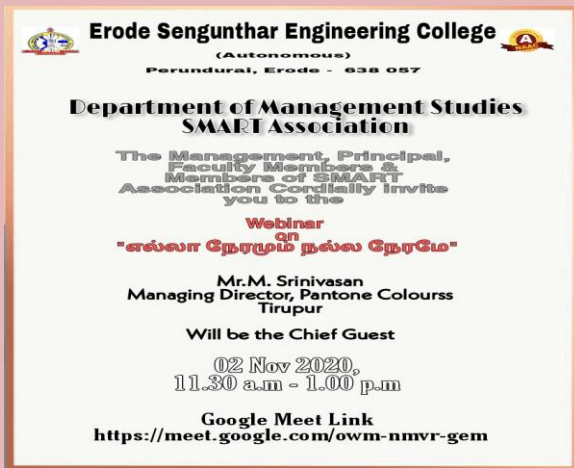 Erode Sengunthar Engineering College
(Autonomous)
Perundurai, Erode - 638 057
A
NAAC
Department of Management Studies
SMART Association
The Management, Principal,
Faculty Members &
Members of SMART
Association Cordially invite
you to the
Webinar
on
"எல்லா நேரமும் நல்ல நேரமே"
Mr.M. Srinivasan
Managing Director, Pantone Colourss
Tirupur
Will be the Chief Guest
02 Nov 2020,
11.30 a.m - 1.00 p.m
Google Meet Link
https://meet.google.com/owm-nmvr-gem